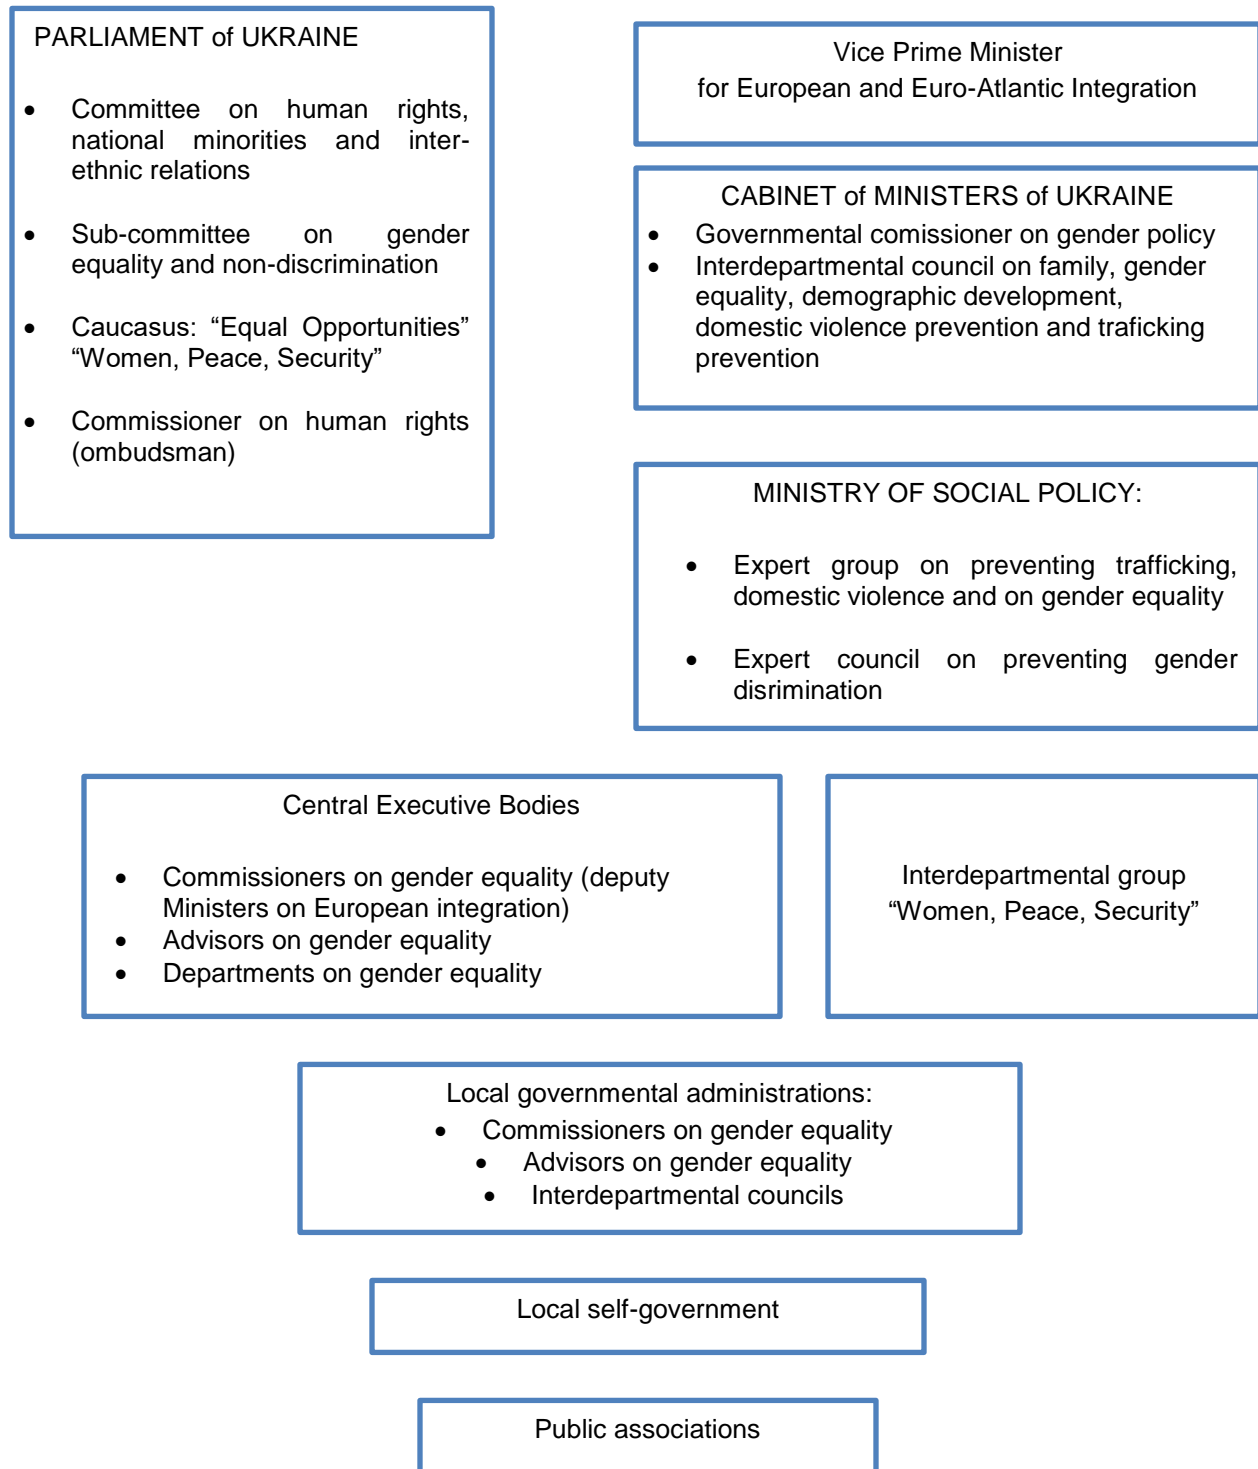 PARLIAMENT of UKRAINE
• Committee on human rights,
national minorities and inter-
ethnic relations
• Sub-committee on gender
equality and non-discrimination
• Caucasus: “Equal Opportunities”
“Women, Peace, Security”
• Commissioner on human rights
(ombudsman)
Vice Prime Minister
for European and Euro-Atlantic Integration
CABINET of MINISTERS of UKRAINE
• Governmental comissioner on gender policy
• Interdepartmental council on family, gender
equality, demographic development,
domestic violence prevention and traficking
prevention
MINISTRY OF SOCIAL POLICY:
• Expert group on preventing trafficking,
domestic violence and on gender equality
• Expert council on preventing gender
disrimination
Central Executive Bodies
• Commissioners on gender equality (deputy
Ministers on European integration)
• Advisors on gender equality
• Departments on gender equality
Interdepartmental group
“Women, Peace, Security”
Local governmental administrations:
• Commissioners on gender equality
• Advisors on gender equality
• Interdepartmental councils
Local self-government
Public associations